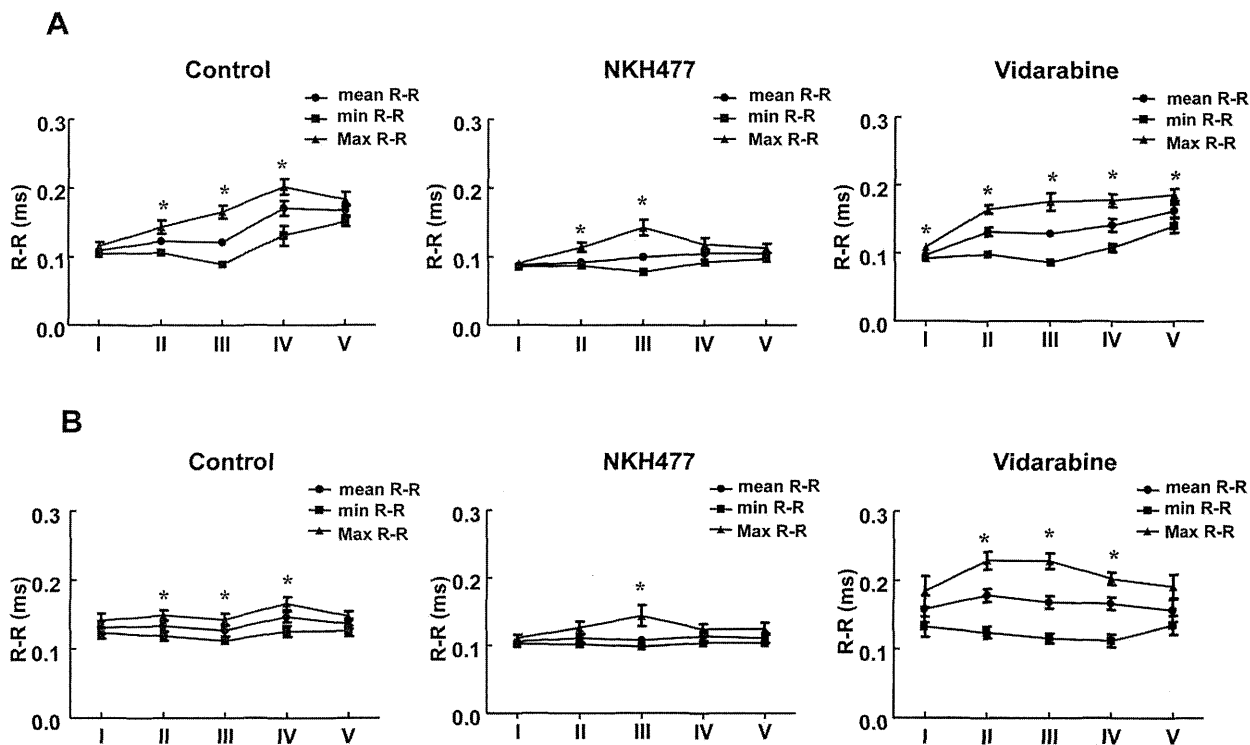 A
Control
mean R-R
min R-R
Max R-R
R-R (ms)
0.3
0.2
0.1
0.0
*
*
*
I II III IV V
NKH477
mean R-R
min R-R
Max R-R
R-R (ms)
0.3
0.2
0.1
0.0
*
*
I II III IV V
Vidarabine
mean R-R
min R-R
Max R-R
R-R (ms)
0.3
0.2
0.1
0.0
*
*
*
*
*
I II III IV V
B
Control
mean R-R
min R-R
Max R-R
R-R (ms)
0.3
0.2
0.1
0.0
*
*
*
I II III IV V
NKH477
mean R-R
min R-R
Max R-R
R-R (ms)
0.3
0.2
0.1
0.0
*
I II III IV V
Vidarabine
mean R-R
min R-R
Max R-R
R-R (ms)
0.3
0.2
0.1
0.0
*
*
*
I II III IV V